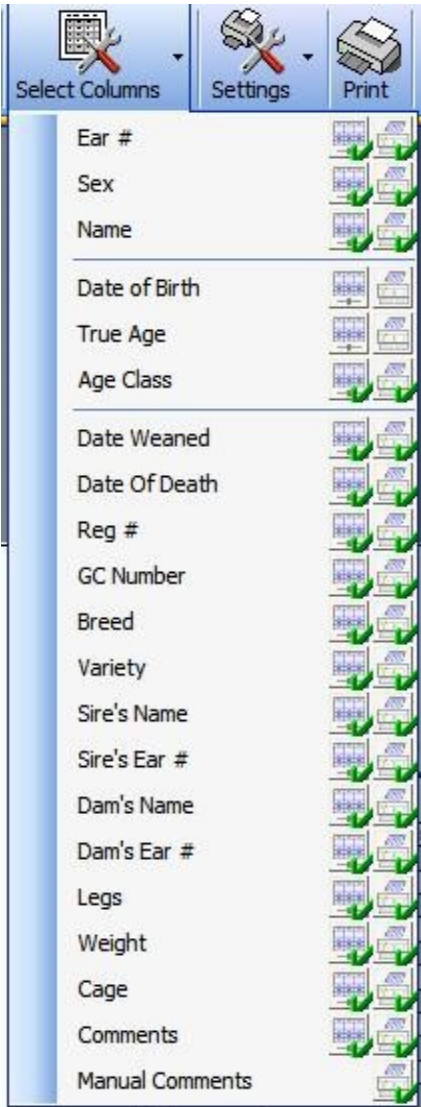 Select Columns Settings Print
Ear #
Sex
Name
Date of Birth
True Age
Age Class
Date Weaned
Date Of Death
Reg #
GC Number
Breed
Variety
Sire's Name
Sire's Ear #
Dam's Name
Dam's Ear #
Legs
Weight
Cage
Comments
Manual Comments